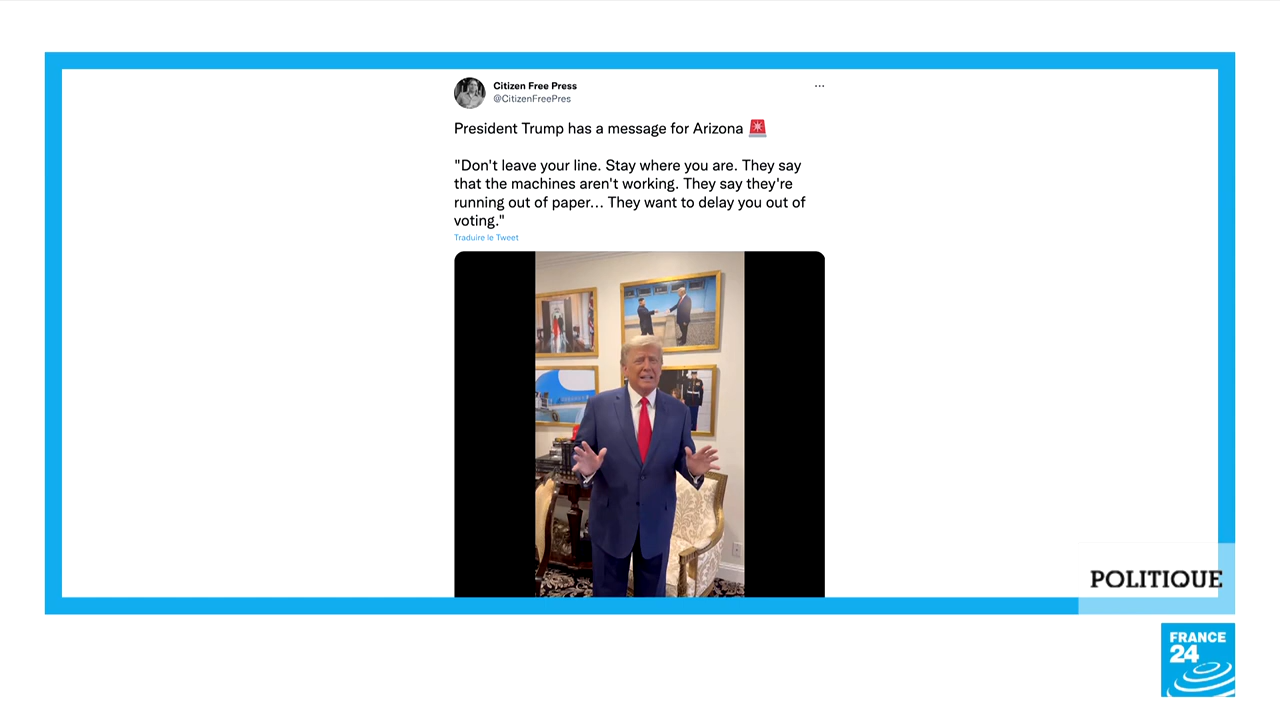 Citizen Free Press
@CitizenFreePres
...
President Trump has a message for Arizona 🚨
"Don't leave your line. Stay where you are. They say
that the machines aren't working. They say they're
running out of paper... They want to delay you out of
voting."
Traduire le Tweet
POLITIQUE
FRANCE
24